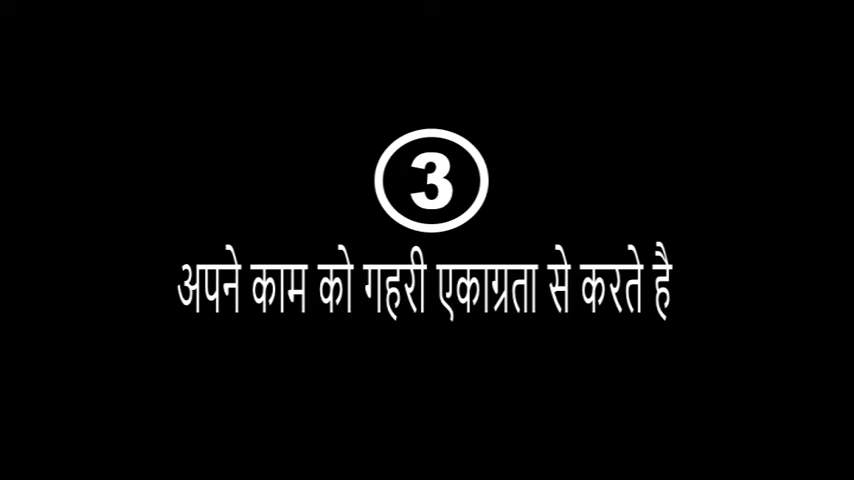 3
अपने काम को गहरी एकाग्रता से करते है